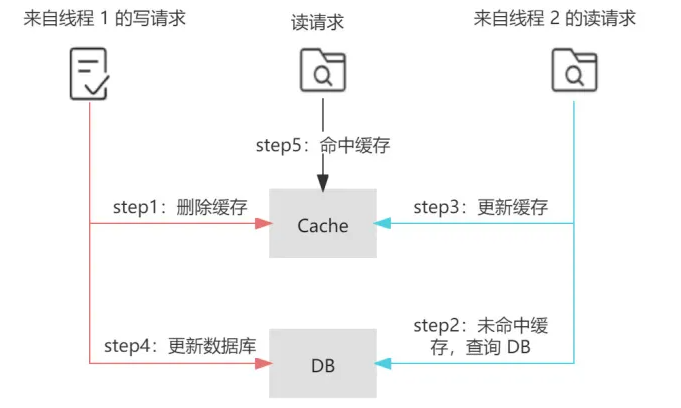 来自线程 1 的写请求
读请求
来自线程 2 的读请求
step5：命中缓存
step1：删除缓存
Cache
step3：更新缓存
step4：更新数据库
DB
step2：未命中缓
存，查询 DB